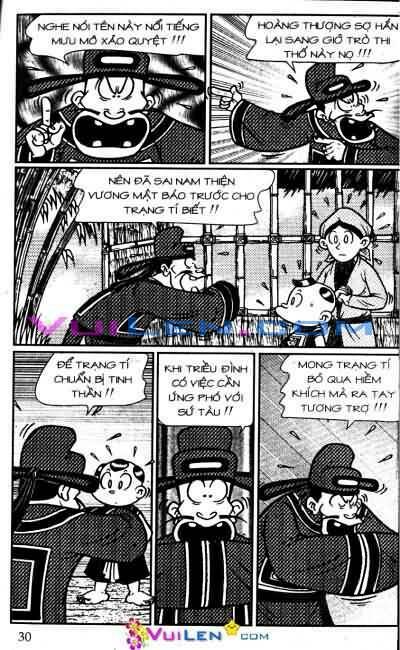 NGHE NÓI TÊN NÀY NỔI TIẾNG
MƯU MÔ XẢO QUYỆT !!!
HOÀNG THƯỢNG SỢ HẮN
LẠI SANG GIỞ TRÒ THI
THỐ NÀY NỌ !!!
NÊN ĐÃ SAI NAM THIỆN
VƯƠNG MẬT BÁO TRƯỚC CHO
TRẠNG TÍ BIẾT !!
VUILEN.COM
ĐỂ TRẠNG TÍ
CHUẨN BỊ TINH
THẦN !!
KHI TRIỀU ĐÌNH
CÓ VIỆC CẦN
ỨNG PHÓ VỚI
SỨ TÀU !!
MONG TRẠNG TÍ
BỎ QUA HIỀM
KHÍCH MÀ RA TAY
TƯƠNG TRỢ !!!
30
VUILEN.COM